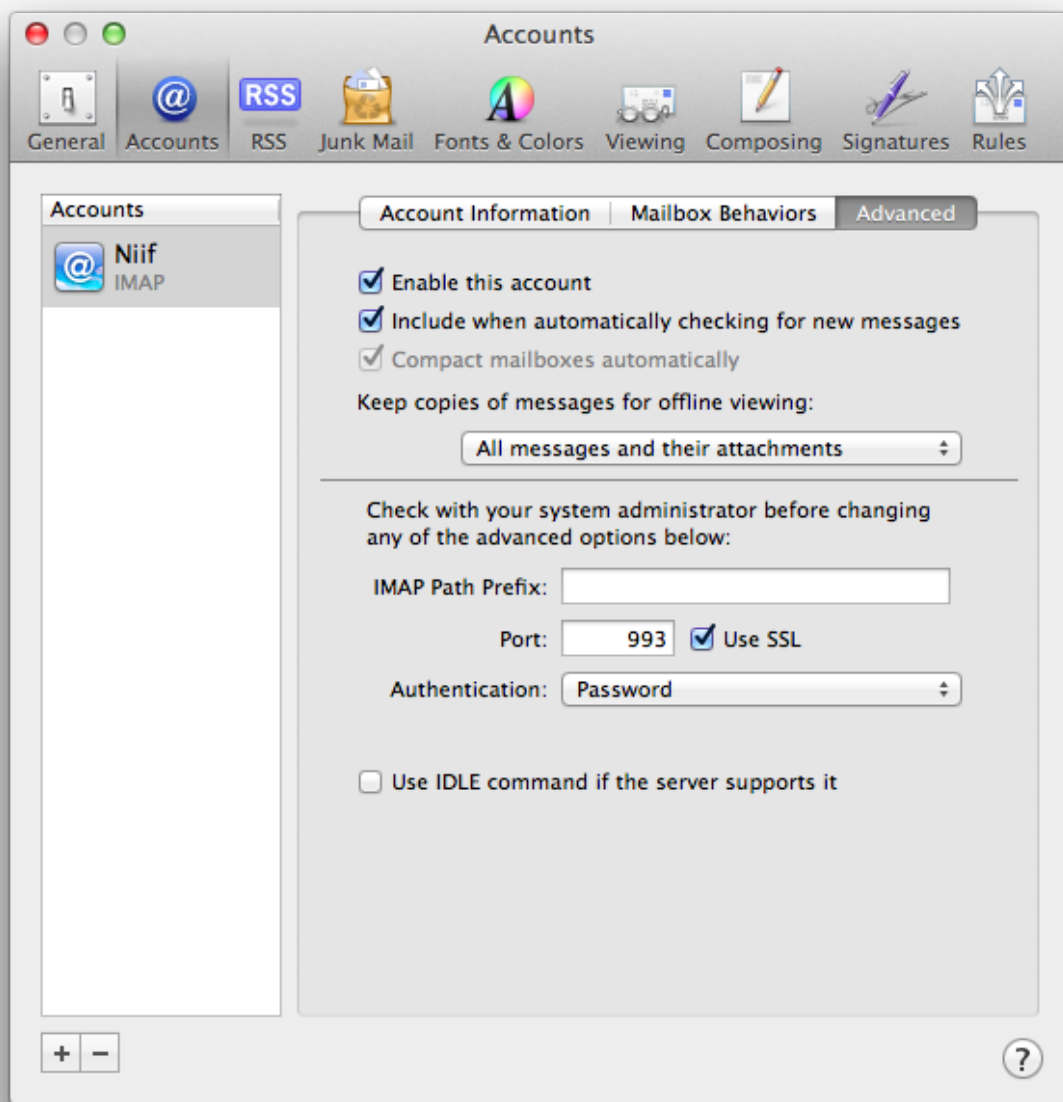 Accounts
RSS
General Accounts RSS Junk Mail Fonts & Colors Viewing Composing Signatures Rules
Accounts
Niif
IMAP
Account Information Mailbox Behaviors Advanced
Enable this account
Include when automatically checking for new messages
Compact mailboxes automatically
Keep copies of messages for offline viewing:
All messages and their attachments
Check with your system administrator before changing
any of the advanced options below:
IMAP Path Prefix:
Port: 993 Use SSL
Authentication: Password
Use IDLE command if the server supports it
+ − ?